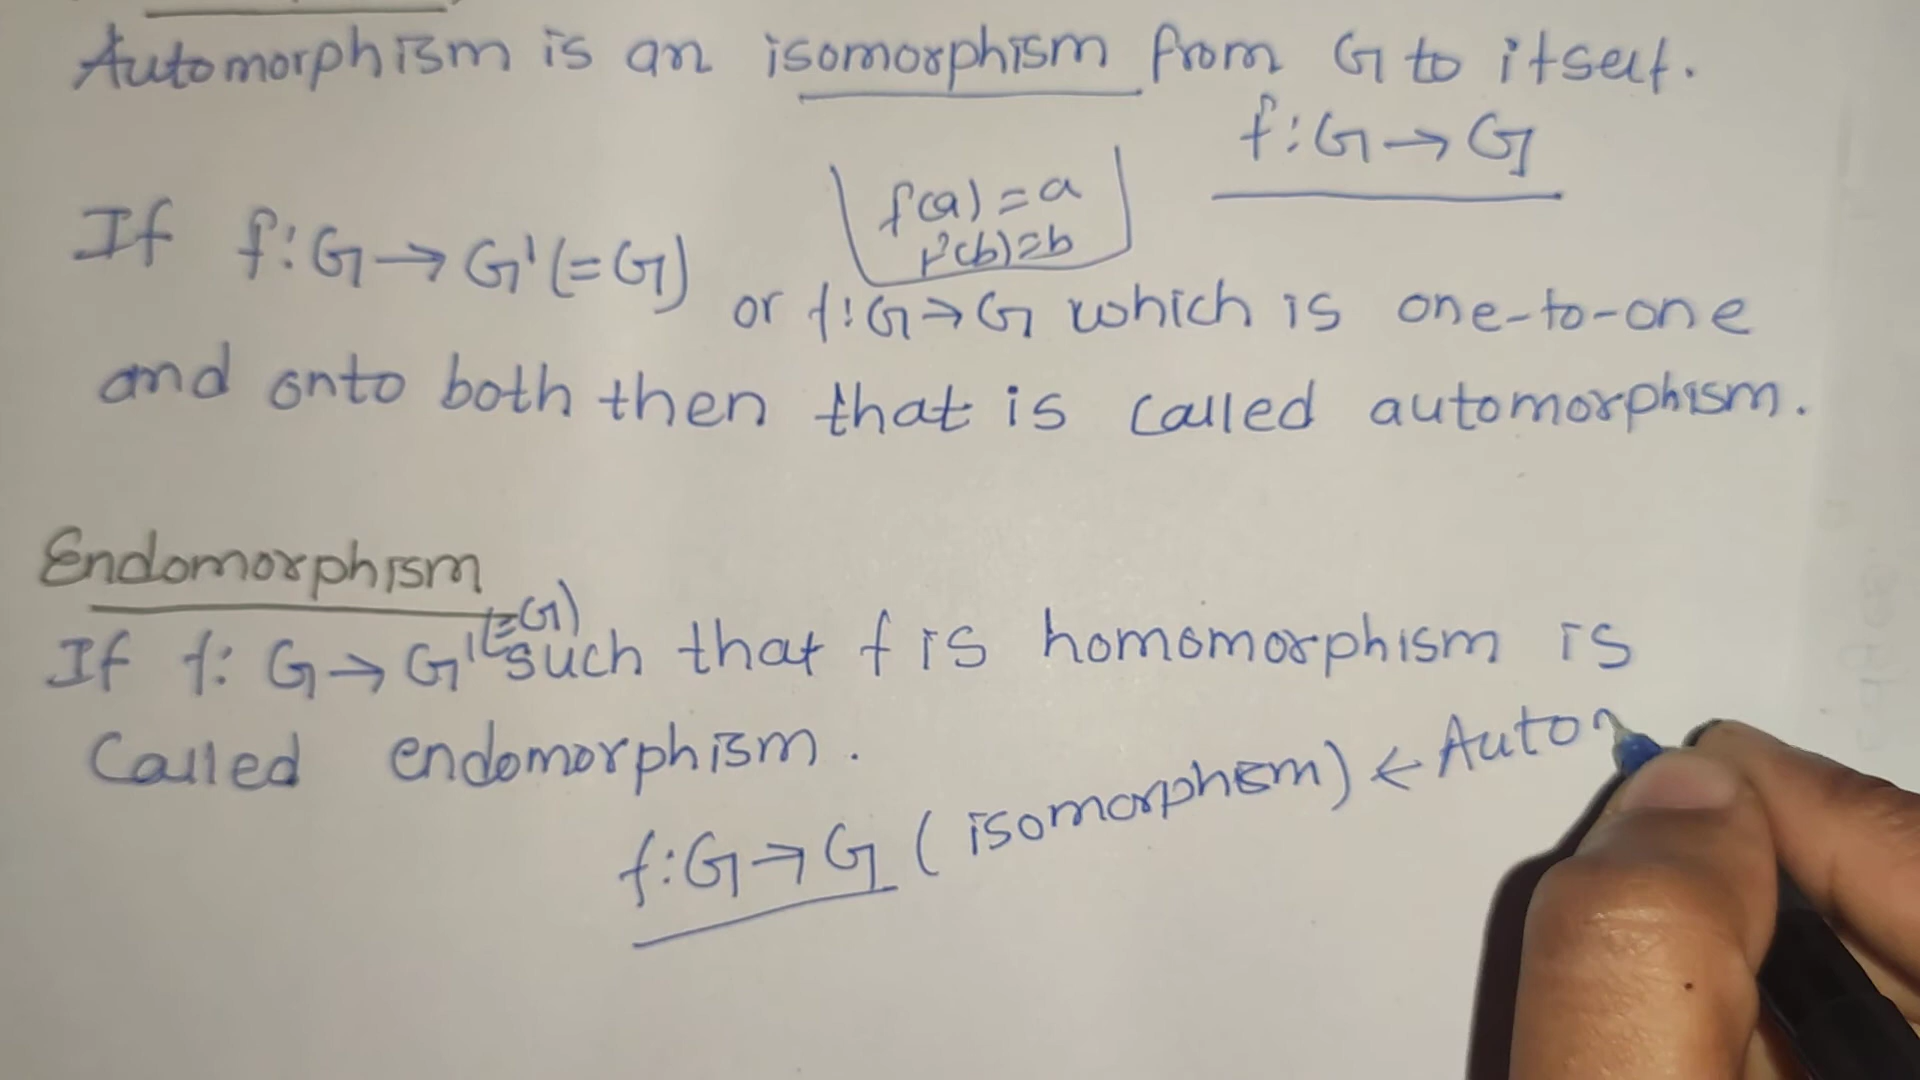 Automorphism is an isomorphism from G to itself.
f: G → G
f(a) = a
f(b) = b
If f: G → G'(=G)
or f: G → G which is one-to-one
and onto both then that is called automorphism.
Endomorphism
If f: G → G'(=G) such that f is homomorphism is
Called endomorphism.
f: G → G (isomorphism) ← Autom